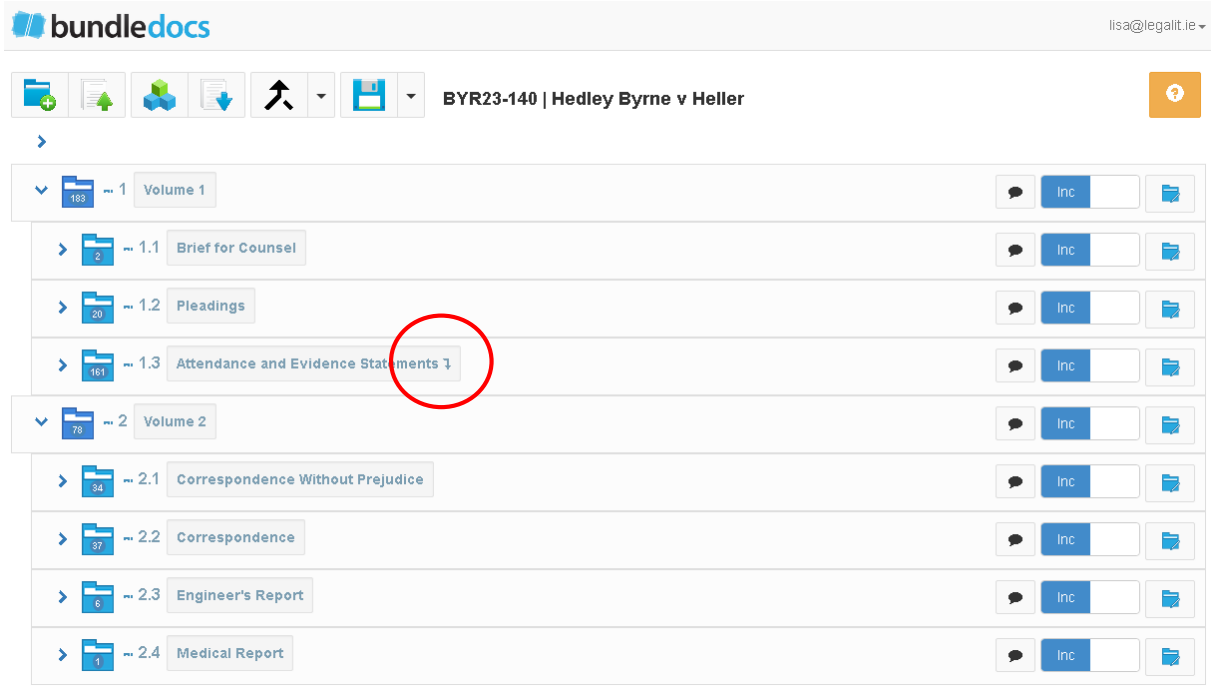 bundledocs
lisa@legalit.ie
BYR23-140 | Hedley Byrne v Heller
?
183 1 Volume 1 Inc
2 1.1 Brief for Counsel Inc
20 1.2 Pleadings Inc
161 1.3 Attendance and Evidence Statements ↴ Inc
78 2 Volume 2 Inc
34 2.1 Correspondence Without Prejudice Inc
37 2.2 Correspondence Inc
6 2.3 Engineer's Report Inc
1 2.4 Medical Report Inc